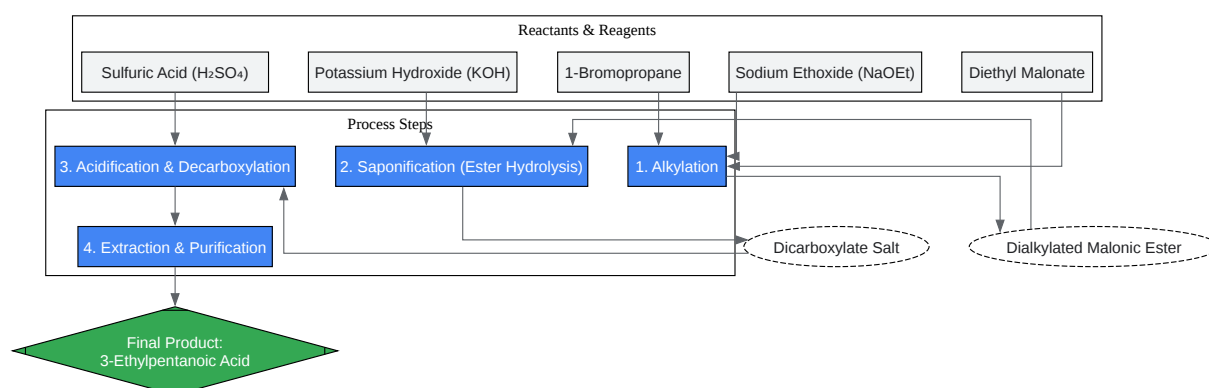 Reactants & Reagents
Sulfuric Acid (H₂SO₄)
Potassium Hydroxide (KOH)
1-Bromopropane
Sodium Ethoxide (NaOEt)
Diethyl Malonate
Process Steps
3. Acidification & Decarboxylation
2. Saponification (Ester Hydrolysis)
1. Alkylation
4. Extraction & Purification
Dicarboxylate Salt
Dialkylated Malonic Ester
Final Product:
3-Ethylpentanoic Acid